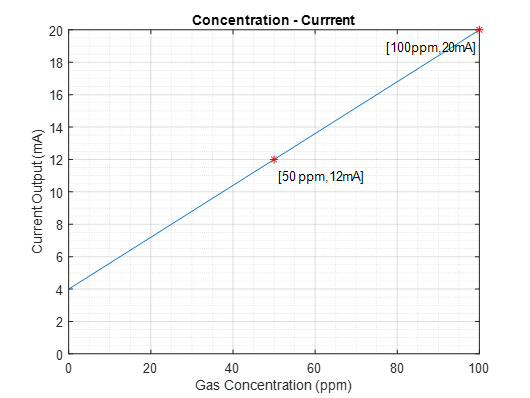 Concentration - Currrent
20
[100ppm,20mA]
18
16
14
12
[50 ppm,12mA]
10
8
6
4
2
0
Current Output (mA)
0 20 40 60 80 100
Gas Concentration (ppm)